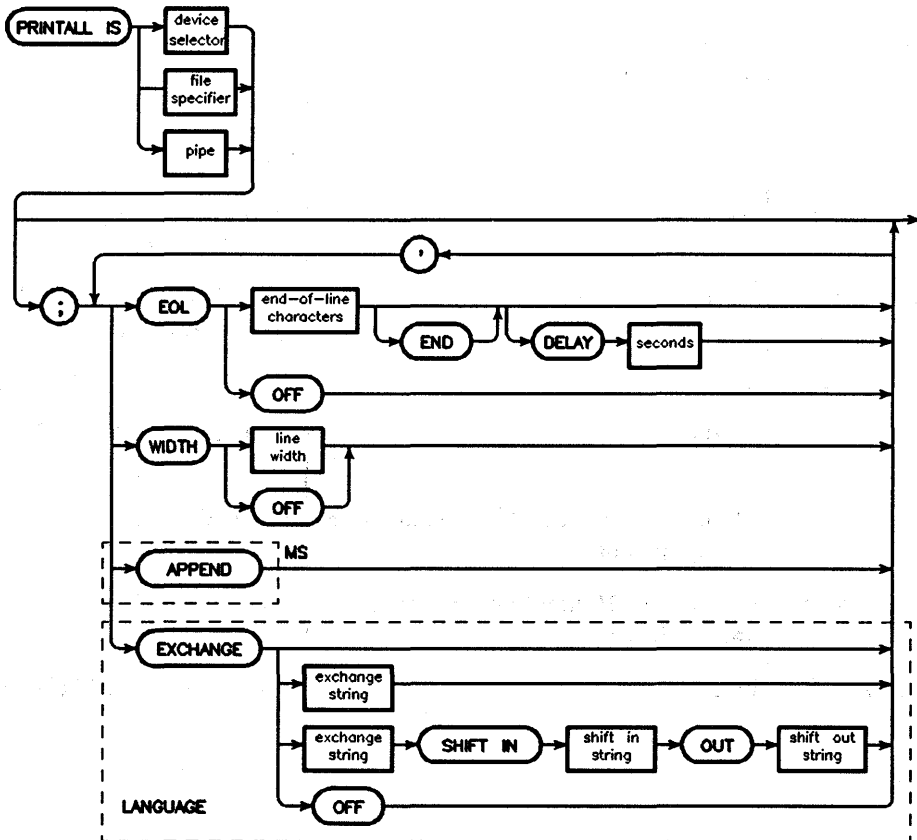 PRINTALL IS
device
selector
file
specifier
pipe
,
;
EOL
end-of-line
characters
END
DELAY
seconds
OFF
WIDTH
line
width
OFF
APPEND
MS
EXCHANGE
exchange
string
exchange
string
SHIFT IN
shift in
string
OUT
shift out
string
OFF
LANGUAGE